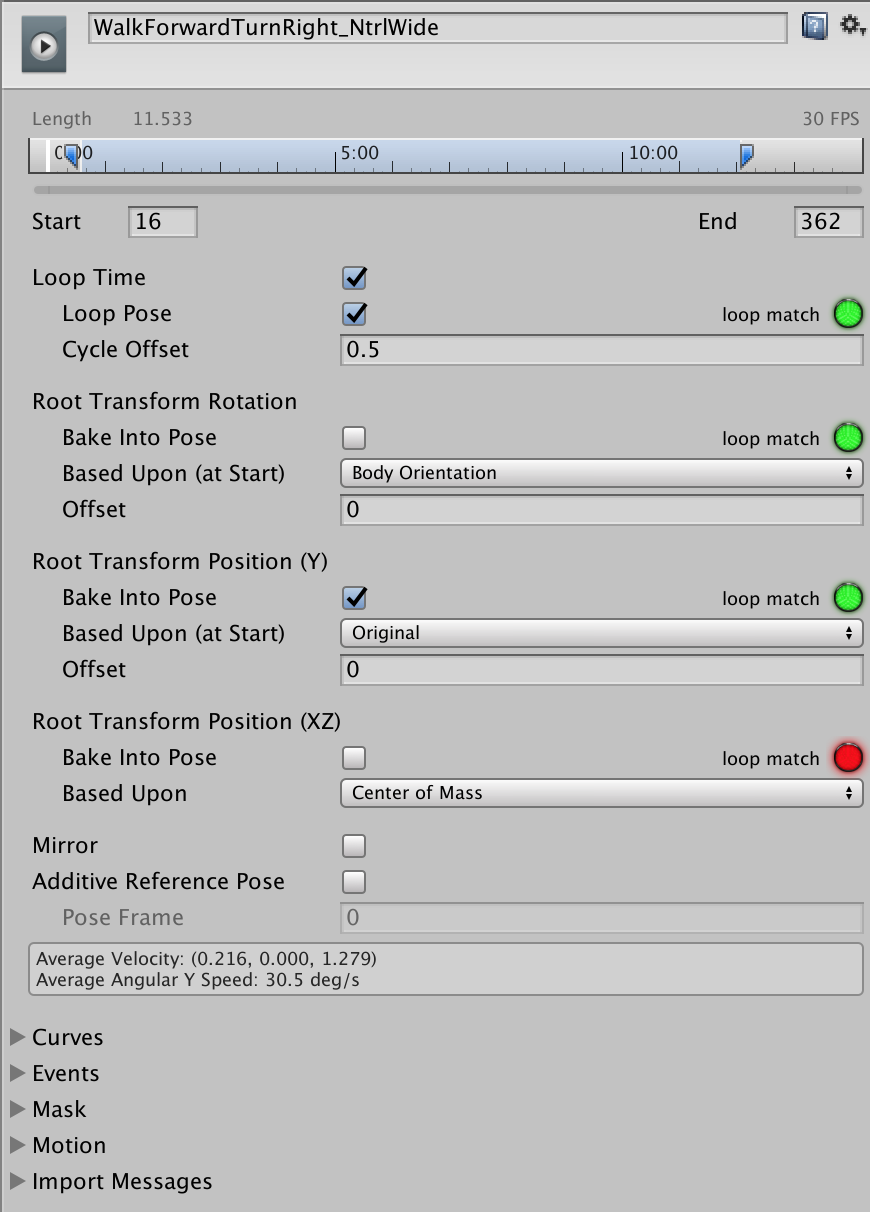 WalkForwardTurnRight_NtrlWide
Length 11.533 30 FPS
0:00 5:00 10:00
Start 16 End 362
Loop Time
Loop Pose loop match
Cycle Offset 0.5
Root Transform Rotation
Bake Into Pose loop match
Based Upon (at Start) Body Orientation
Offset 0
Root Transform Position (Y)
Bake Into Pose loop match
Based Upon (at Start) Original
Offset 0
Root Transform Position (XZ)
Bake Into Pose loop match
Based Upon Center of Mass
Mirror
Additive Reference Pose
Pose Frame 0
Average Velocity: (0.216, 0.000, 1.279)
Average Angular Y Speed: 30.5 deg/s
Curves
Events
Mask
Motion
Import Messages